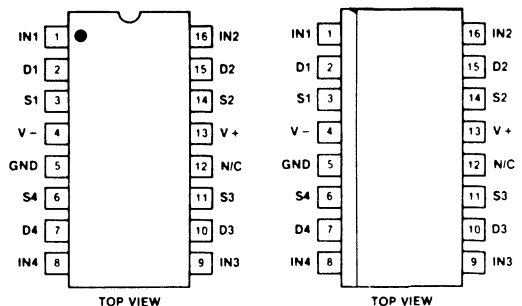 IN1 1 16 IN2 IN1 1 16 IN2
D1 2 15 D2 D1 2 15 D2
S1 3 14 S2 S1 3 14 S2
V - 4 13 V + V - 4 13 V +
GND 5 12 N/C GND 5 12 N/C
S4 6 11 S3 S4 6 11 S3
D4 7 10 D3 D4 7 10 D3
IN4 8 9 IN3 IN4 8 9 IN3
TOP VIEW TOP VIEW